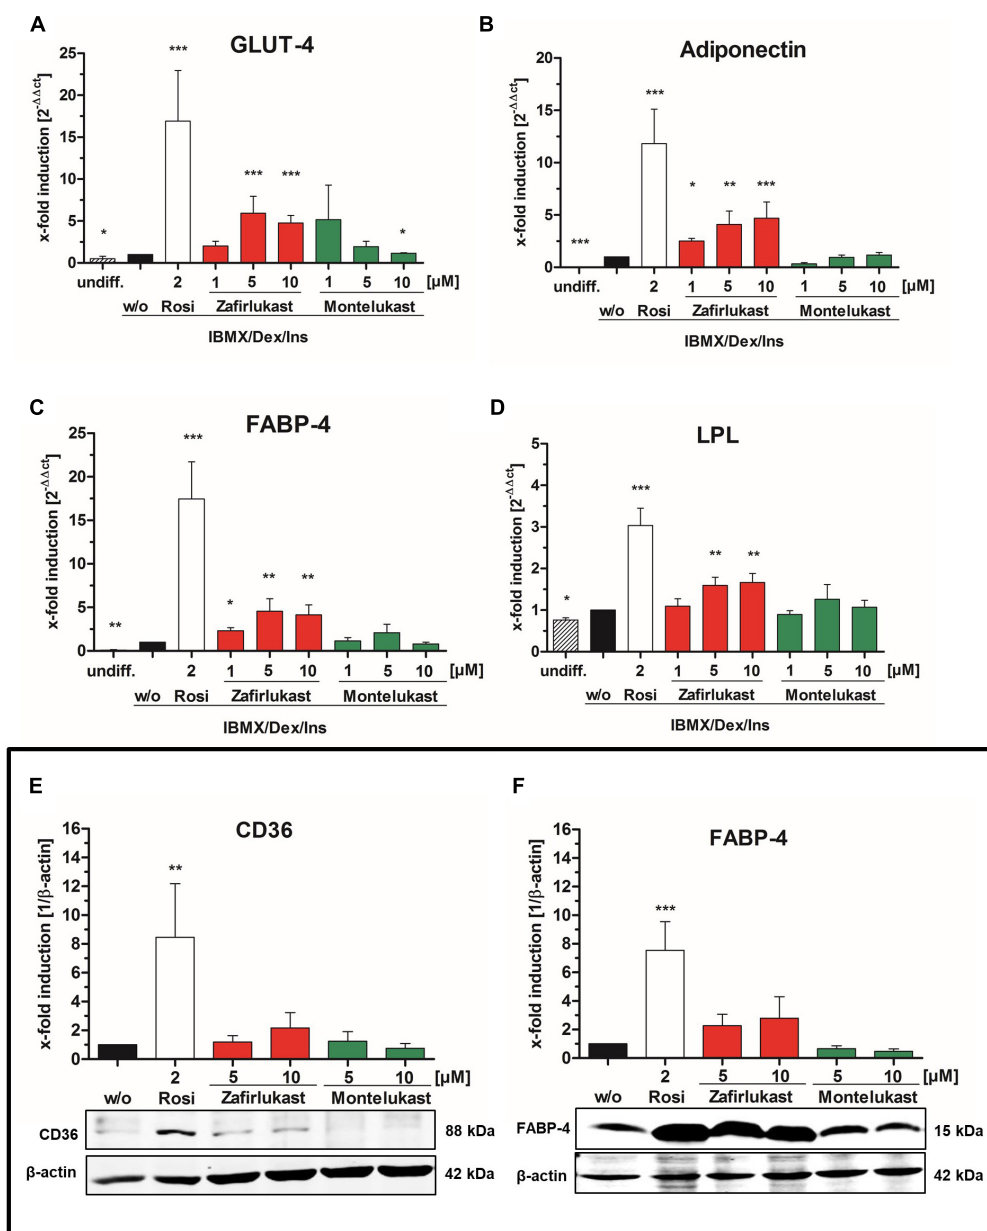 A
GLUT-4
x-fold induction [2-ΔΔct]
25
20
15
10
5
0
***
***
***
*
*
undiff.
2
1
5
10
1
5
10
[µM]
w/o
Rosi
Zafirlukast
Montelukast
IBMX/Dex/Ins
B
Adiponectin
x-fold induction [2-ΔΔct]
20
15
10
5
0
***
***
*
**
***
undiff.
2
1
5
10
1
5
10
[µM]
w/o
Rosi
Zafirlukast
Montelukast
IBMX/Dex/Ins
C
FABP-4
x-fold induction [2-ΔΔct]
25
20
15
10
5
0
**
***
*
**
**
undiff.
2
1
5
10
1
5
10
[µM]
w/o
Rosi
Zafirlukast
Montelukast
IBMX/Dex/Ins
D
LPL
x-fold induction [2-ΔΔct]
5
4
3
2
1
0
*
***
**
**
undiff.
2
1
5
10
1
5
10
[µM]
w/o
Rosi
Zafirlukast
Montelukast
IBMX/Dex/Ins
E
CD36
x-fold induction [1/β-actin]
16
14
12
10
8
6
4
2
0
**
2
5
10
5
10
[µM]
w/o
Rosi
Zafirlukast
Montelukast
CD36
88 kDa
β-actin
42 kDa
F
FABP-4
x-fold induction [1/β-actin]
16
14
12
10
8
6
4
2
0
***
2
5
10
5
10
[µM]
w/o
Rosi
Zafirlukast
Montelukast
FABP-4
15 kDa
β-actin
42 kDa